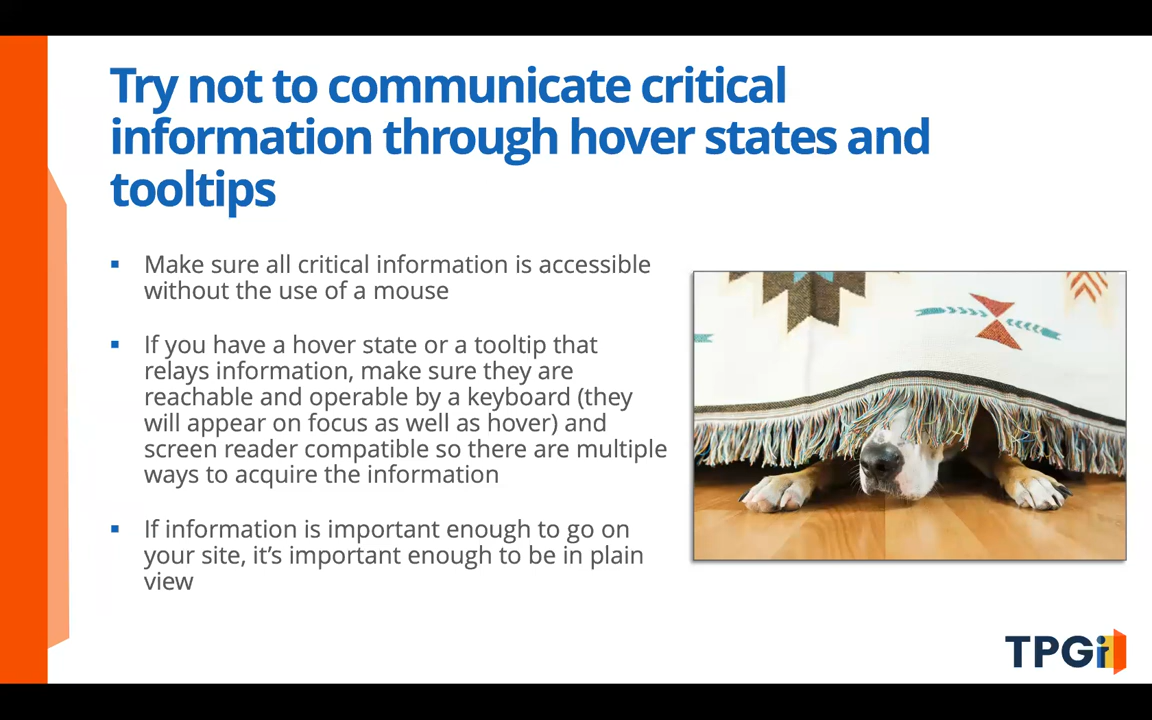 Try not to communicate critical
information through hover states and
tooltips
▪ Make sure all critical information is accessible
without the use of a mouse
▪ If you have a hover state or a tooltip that
relays information, make sure they are
reachable and operable by a keyboard (they
will appear on focus as well as hover) and
screen reader compatible so there are multiple
ways to acquire the information
▪ If information is important enough to go on
your site, it’s important enough to be in plain
view
TPGi